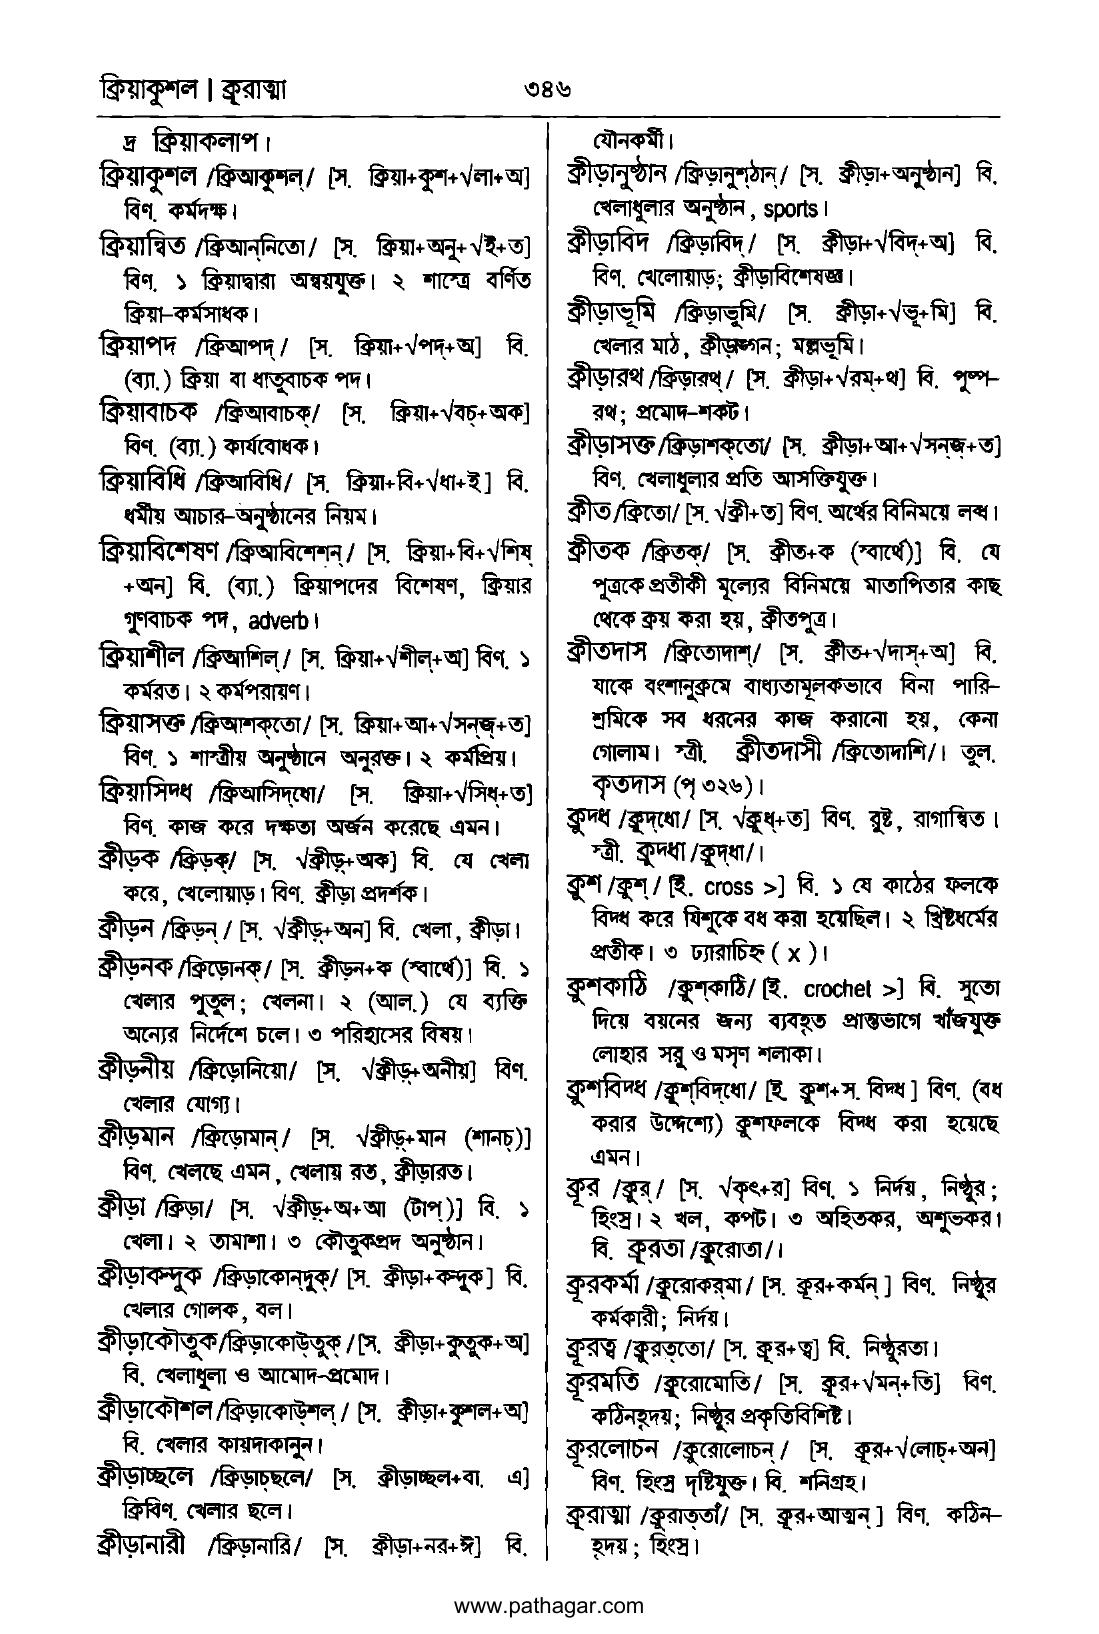 ক্রিয়াকুশল | ক্রূরাত্মা
৩৪৬
দ্র ক্রিয়াকলাপ।
ক্রিয়াকুশল /ক্রিআকুশল্/ [স. ক্রিয়া+কুশ+√লা+অ]
বিণ. কর্মদক্ষ।
ক্রিয়ান্বিত /ক্রিআন্‌নিতো/ [স. ক্রিয়া+অনু+√ই+ত]
বিণ. ১ ক্রিয়াদ্বারা অন্বয়যুক্ত। ২ শাস্ত্রে বর্ণিত
ক্রিয়া-কর্মসাধক।
ক্রিয়াপদ /ক্রিআপদ্/ [স. ক্রিয়া+√পদ্+অ] বি.
(ব্যা.) ক্রিয়া বা ধাতুবাচক পদ।
ক্রিয়াবাচক /ক্রিআবাচক্/ [স. ক্রিয়া+√বচ্+অক]
বিণ. (ব্যা.) কার্যবোধক।
ক্রিয়াবিধি /ক্রিআবিধি/ [স. ক্রিয়া+বি+√ধা+ই] বি.
ধর্মীয় আচার-অনুষ্ঠানের নিয়ম।
ক্রিয়াবিশেষণ /ক্রিআবিশেশন্/ [স. ক্রিয়া+বি+√শিষ্
+অন] বি. (ব্যা.) ক্রিয়াপদের বিশেষণ, ক্রিয়ার
গুণবাচক পদ, adverb।
ক্রিয়াশীল /ক্রিআশিল্/ [স. ক্রিয়া+√শীল্+অ] বিণ. ১
কর্মরত। ২ কর্মপরায়ণ।
ক্রিয়াসক্ত /ক্রিআশক্‌তো/ [স. ক্রিয়া+আ+√সন্‌জ্+ত]
বিণ. ১ শাস্ত্রীয় অনুষ্ঠানে অনুরক্ত। ২ কর্মপ্রিয়।
ক্রিয়াসিদ্ধ /ক্রিআসিদ্‌ধো/ [স. ক্রিয়া+√সিধ্+ত]
বিণ. কাজ করে দক্ষতা অর্জন করেছে এমন।
ক্রীড়ক /ক্রিড়ক্/ [স. √ক্রীড়্+অক] বি. যে খেলা
করে, খেলোয়াড়। বিণ. ক্রীড়া প্রদর্শক।
ক্রীড়ন /ক্রিড়ন্/ [স. √ক্রীড়্+অন] বি. খেলা, ক্রীড়া।
ক্রীড়নক /ক্রিড়োনক্/ [স. ক্রীড়ন+ক (স্বার্থে)] বি. ১
খেলার পুতুল; খেলনা। ২ (আল.) যে ব্যক্তি
অন্যের নির্দেশে চলে। ৩ পরিহাসের বিষয়।
ক্রীড়নীয় /ক্রিড়োনিয়ো/ [স. √ক্রীড়্+অনীয়] বিণ.
খেলার যোগ্য।
ক্রীড়মান /ক্রিড়োমান্/ [স. √ক্রীড়্+মান (শানচ্)]
বিণ. খেলছে এমন, খেলায় রত, ক্রীড়ারত।
ক্রীড়া /ক্রিড়া/ [স. √ক্রীড়্+অ+আ (টাপ্)] বি. ১
খেলা। ২ তামাশা। ৩ কৌতুকপ্রদ অনুষ্ঠান।
ক্রীড়াকন্দুক /ক্রিড়াকোন্‌দুক্/ [স. ক্রীড়া+কন্দুক] বি.
খেলার গোলক, বল।
ক্রীড়াকৌতুক/ক্রিড়াকোউ্‌তুক্/ [স. ক্রীড়া+কুতুক+অ]
বি. খেলাধুলা ও আমোদ-প্রমোদ।
ক্রীড়াকৌশল/ক্রিড়াকোউ্‌শল্/ [স. ক্রীড়া+কুশল+অ]
বি. খেলার কায়দাকানুন।
ক্রীড়াচ্ছলে /ক্রিড়াচ্‌ছলে/ [স. ক্রীড়াচ্ছল+বা. এ]
ক্রিবিণ. খেলার ছলে।
ক্রীড়ানারী /ক্রিড়ানারি/ [স. ক্রীড়া+নর+ঈ] বি.
যৌনকর্মী।
ক্রীড়ানুষ্ঠান /ক্রিড়ানুশ্‌ঠান্/ [স. ক্রীড়া+অনুষ্ঠান] বি.
খেলাধুলার অনুষ্ঠান, sports।
ক্রীড়াবিদ /ক্রিড়াবিদ্/ [স. ক্রীড়া+√বিদ্+অ] বি.
বিণ. খেলোয়াড়; ক্রীড়াবিশেষজ্ঞ।
ক্রীড়াভূমি /ক্রিড়াভুমি/ [স. ক্রীড়া+√ভূ+মি] বি.
খেলার মাঠ, ক্রীড়াঙ্গন; মল্লভূমি।
ক্রীড়ারথ /ক্রিড়ারথ্/ [স. ক্রীড়া+√রম্+থ] বি. পুষ্প-
রথ; প্রমোদ-শকট।
ক্রীড়াসক্ত /ক্রিড়াশক্‌তো/ [স. ক্রীড়া+আ+√সন্‌জ্+ত]
বিণ. খেলাধুলার প্রতি আসক্তিযুক্ত।
ক্রীত /ক্রিতো/ [স. √ক্রী+ত] বিণ. অর্থের বিনিময়ে লব্ধ।
ক্রীতক /ক্রিতক্/ [স. ক্রীত+ক (স্বার্থে)] বি. যে
পুত্রকে প্রতীকী মূল্যের বিনিময়ে মাতাপিতার কাছ
থেকে ক্রয় করা হয়, ক্রীতপুত্র।
ক্রীতদাস /ক্রিতোদাশ্/ [স. ক্রীত+√দাস্+অ] বি.
যাকে বংশানুক্রমে বাধ্যতামূলকভাবে বিনা পারি-
শ্রমিকে সব ধরনের কাজ করানো হয়, কেনা
গোলাম। স্ত্রী. ক্রীতদাসী /ক্রিতোদাশি/। তুল.
কৃতদাস (পৃ ৩২৬)।
ক্রুদ্ধ /ক্রুদ্‌ধো/ [স. √ক্রুধ্+ত] বিণ. রুষ্ট, রাগান্বিত।
স্ত্রী. ক্রুদ্ধা /ক্রুদ্‌ধা/।
ক্রুশ /ক্রুশ্/ [ই. cross >] বি. ১ যে কাঠের ফলকে
বিদ্ধ করে যিশুকে বধ করা হয়েছিল। ২ খ্রিষ্টধর্মের
প্রতীক। ৩ ঢ্যারাচিহ্ন ( x )।
ক্রুশকাঠি /ক্রুশ্‌কাঠি/ [ই. crochet >] বি. সুতো
দিয়ে বয়নের জন্য ব্যবহৃত প্রান্তভাগে খাঁজযুক্ত
লোহার সরু ও মসৃণ শলাকা।
ক্রুশবিদ্ধ /ক্রুশ্‌বিদ্‌ধো/ [ই. ক্রুশ+স. বিদ্ধ] বিণ. (বধ
করার উদ্দেশ্যে) ক্রুশফলকে বিদ্ধ করা হয়েছে
এমন।
ক্রূর /ক্রুর্/ [স. √কৃৎ+র] বিণ. ১ নির্দয়, নিষ্ঠুর;
হিংস্র। ২ খল, কপট। ৩ অহিতকর, অশুভকর।
বি. ক্রূরতা /ক্রুরোতা/।
ক্রূরকর্মা /ক্রুরোকর্‌মা/ [স. ক্রূর+কর্মন্] বিণ. নিষ্ঠুর
কর্মকারী; নির্দয়।
ক্রূরত্ব /ক্রুরত্‌তো/ [স. ক্রূর+ত্ব] বি. নিষ্ঠুরতা।
ক্রূরমতি /ক্রুরোমোতি/ [স. ক্রূর+√মন্+তি] বিণ.
কঠিনহৃদয়; নিষ্ঠুর প্রকৃতিবিশিষ্ট।
ক্রূরলোচন /ক্রুরোলোচন্/ [স. ক্রূর+√লোচ্+অন]
বিণ. হিংস্র দৃষ্টিযুক্ত। বি. শনিগ্রহ।
ক্রূরাত্মা /ক্রুরাত্‌তাঁ/ [স. ক্রূর+আত্মন্] বিণ. কঠিন-
হৃদয়; হিংস্র।
www.pathagar.com